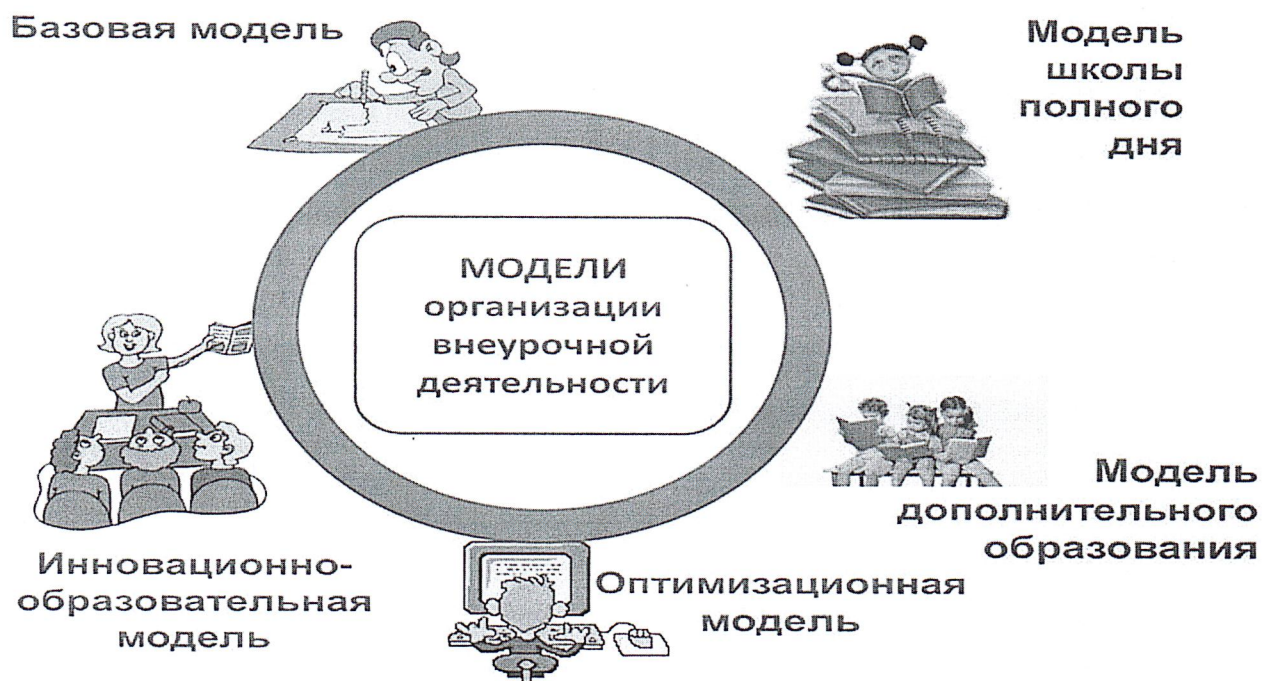 Базовая модель
Модель
школы
полного
дня
МОДЕЛИ
организации
внеурочной
деятельности
Модель
дополнительного
образования
Инновационно-
образовательная
модель
Оптимизационная
модель